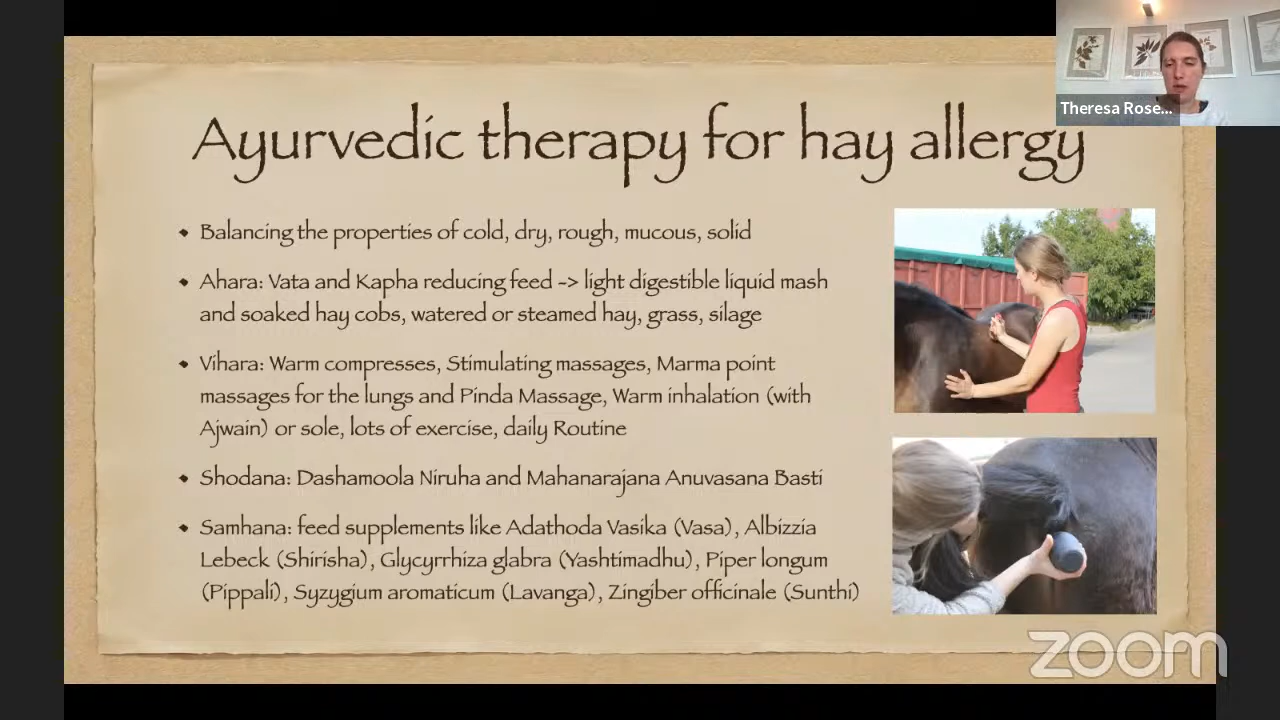 Theresa Rose...
Ayurvedic therapy for hay allergy
• Balancing the properties of cold, dry, rough, mucous, solid
• Ahara: Vata and Kapha reducing feed -> light digestible liquid mash
and soaked hay cobs, watered or steamed hay, grass, silage
• Vihara: Warm compresses, Stimulating massages, Marma point
massages for the lungs and Pinda Massage, Warm inhalation (with
Ajwain) or sole, lots of exercise, daily Routine
• Shodana: Dashamoola Niruha and Mahanarajana Anuvasana Basti
• Samhana: feed supplements like Adathoda Vasika (Vasa), Albizzia
Lebeck (Shirisha), Glycyrrhiza glabra (Yashtimadhu), Piper longum
(Pippali), Syzygium aromaticum (Lavanga), Zingiber officinale (Sunthi)
zoom